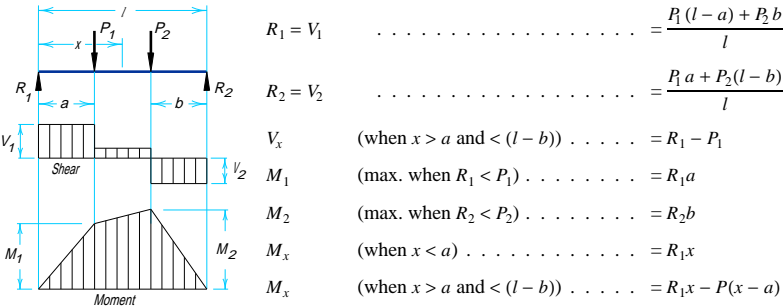 l
x
P₁
P₂
R₁
R₂
a
b
V₁
Shear
V₂
M₁
M₂
Moment
R₁ = V₁ . . . . . . . . . . . . . . . . . . = P₁ (l – a) + P₂ b / l
R₂ = V₂ . . . . . . . . . . . . . . . . . . = P₁ a + P₂(l – b) / l
Vₓ (when x > a and < (l – b)) . . . . . = R₁ – P₁
M₁ (max. when R₁ < P₁) . . . . . . . . = R₁a
M₂ (max. when R₂ < P₂) . . . . . . . . = R₂b
Mₓ (when x < a) . . . . . . . . . . . . = R₁x
Mₓ (when x > a and < (l – b)) . . . . . = R₁x – P(x – a)